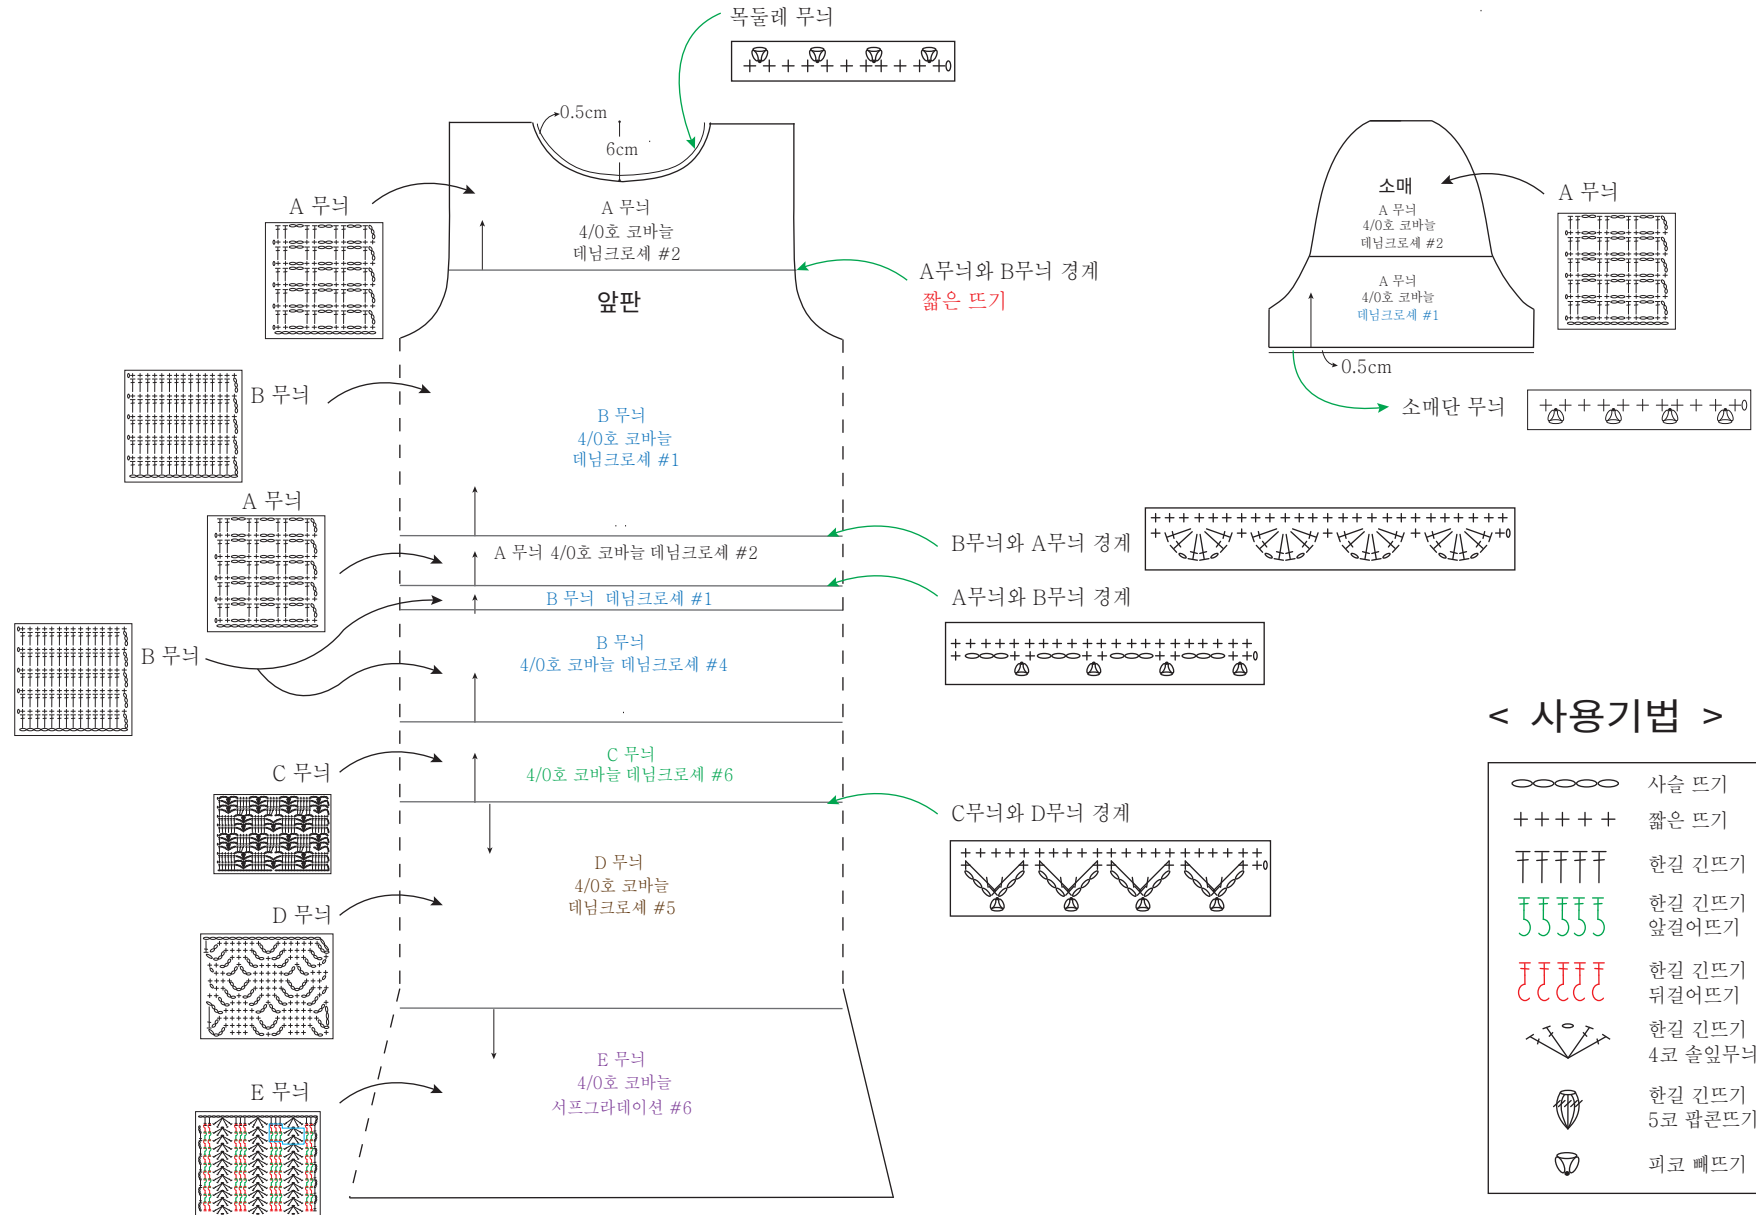 목둘레 무늬
0.5cm
6cm
A 무늬
A 무늬
4/0호 코바늘
데님크로셰 #2
앞판
A무늬와 B무늬 경계
짧은 뜨기
B 무늬
B 무늬
4/0호 코바늘
데님크로셰 #1
A 무늬
A 무늬 4/0호 코바늘 데님크로셰 #2
B무늬와 A무늬 경계
B 무늬 데님크로셰 #1
A무늬와 B무늬 경계
B 무늬
B 무늬
4/0호 코바늘 데님크로셰 #4
C 무늬
C 무늬
4/0호 코바늘 데님크로셰 #6
C무늬와 D무늬 경계
D 무늬
D 무늬
4/0호 코바늘
데님크로셰 #5
E 무늬
E 무늬
4/0호 코바늘
서프그라데이션 #6
소매
A 무늬
4/0호 코바늘
데님크로셰 #2
A 무늬
A 무늬
4/0호 코바늘
데님크로셰 #1
0.5cm
소매단 무늬
< 사용기법 >
사슬 뜨기
짧은 뜨기
한길 긴뜨기
한길 긴뜨기
앞걸어뜨기
한길 긴뜨기
뒤걸어뜨기
한길 긴뜨기
4코 솔잎무늬
한길 긴뜨기
5코 팝콘뜨기
피코 빼뜨기